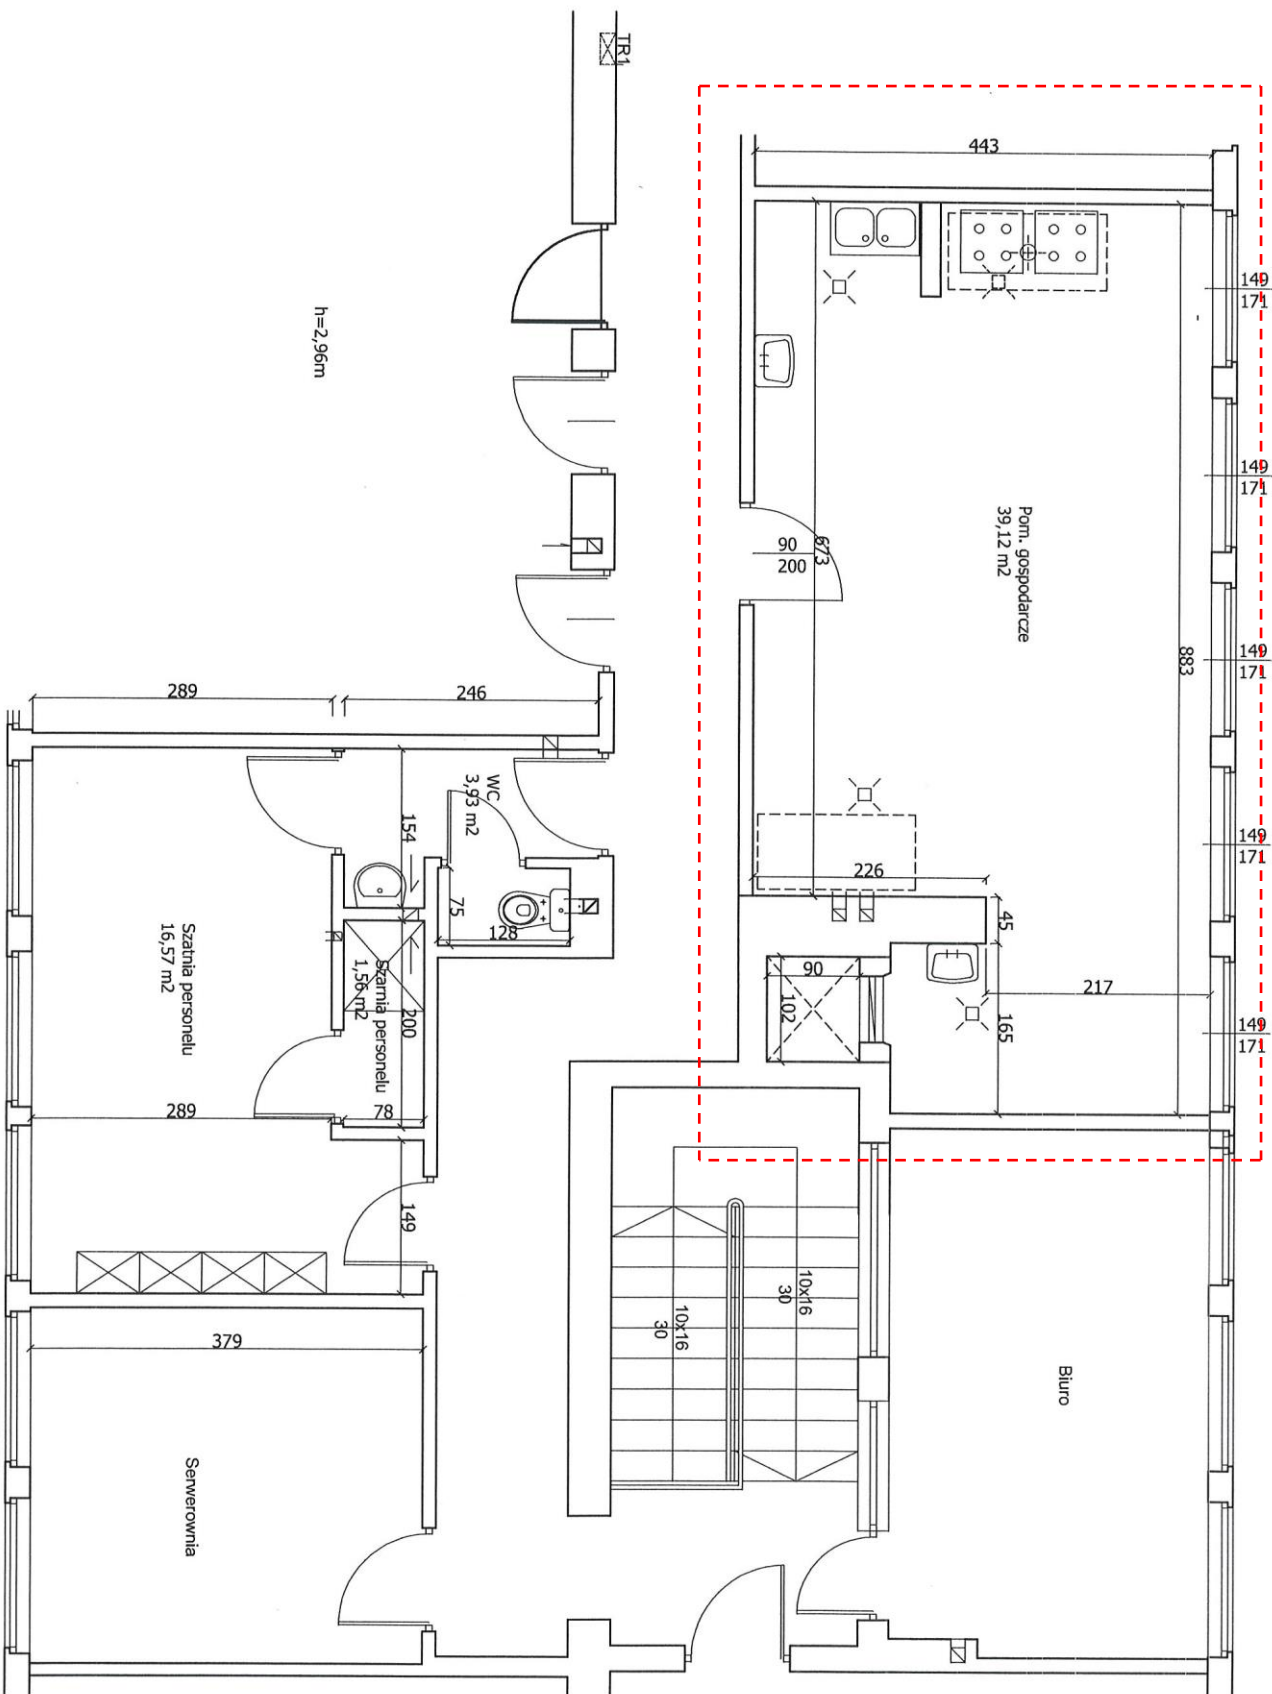 TR1
443
149
171
h=2,96m
149
171
Pom. gospodarcze
39,12 m2
90
200
673
149
171
883
289
246
WC
3,93 m2
154
149
171
226
75
128
45
Szatnia personelu
16,57 m2
Szarnia personelu
1,56 m2
90
102
217
200
165
149
171
289
78
149
10x16
30
10x16
30
379
Biuro
Serwerownia